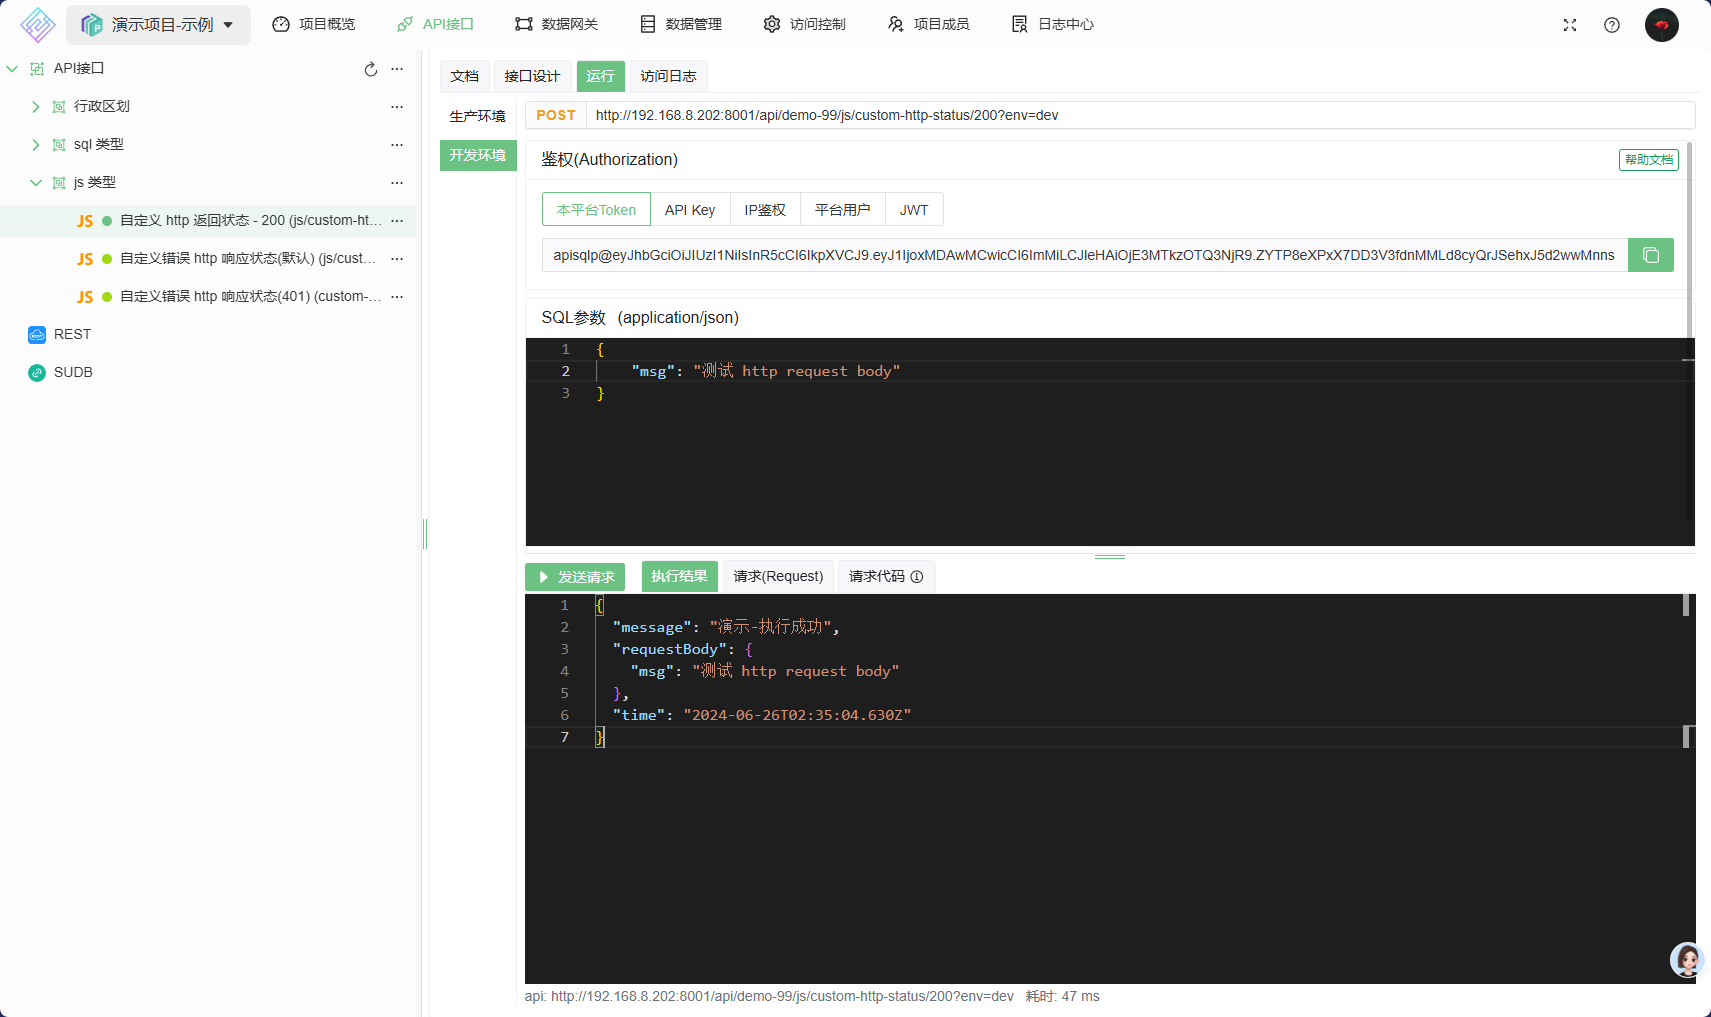 演示项目-示例
项目概览
API接口
数据网关
数据管理
访问控制
项目成员
日志中心
API接口
行政区划
sql 类型
js 类型
JS 自定义 http 返回状态 - 200 (js/custom-ht...
JS 自定义错误 http 响应状态(默认) (js/cust...
JS 自定义错误 http 响应状态(401) (custom-...
REST
SUDB
文档
接口设计
运行
访问日志
生产环境
开发环境
POST http://192.168.8.202:8001/api/demo-99/js/custom-http-status/200?env=dev
鉴权(Authorization)
帮助文档
本平台Token
API Key
IP鉴权
平台用户
JWT
apisqlp@eyJhbGciOiJIUzI1NiIsInR5cCI6IkpXVCJ9.eyJ1IjoxMDAwMCwicCI6ImMiLCJleHAiOjE3MTkzOTQ3NjR9.ZYTP8eXPxX7DD3V3fdnMMLd8cyQrJSehxJ5d2wwMnns
SQL参数 (application/json)
1 {
2 "msg": "测试 http request body"
3 }
发送请求
执行结果
请求(Request)
请求代码
1 {
2 "message": "演示-执行成功",
3 "requestBody": {
4 "msg": "测试 http request body"
5 },
6 "time": "2024-06-26T02:35:04.630Z"
7 }
api: http://192.168.8.202:8001/api/demo-99/js/custom-http-status/200?env=dev 耗时: 47 ms